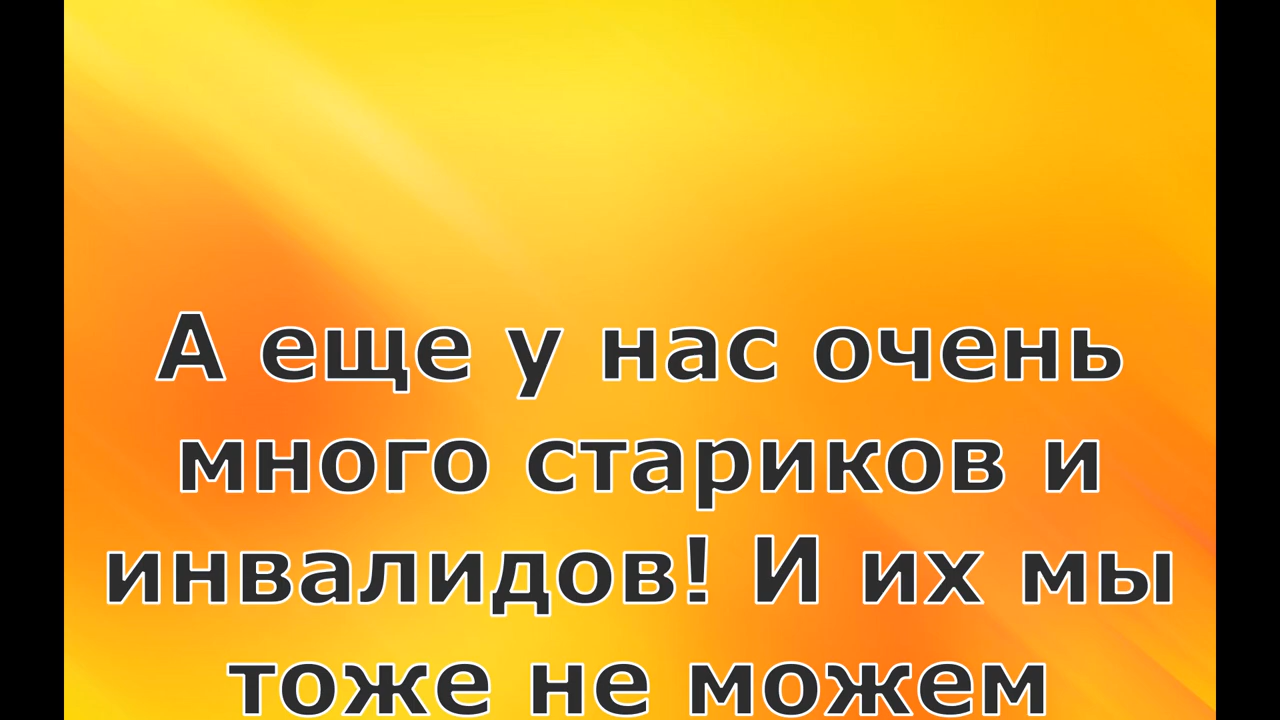 А еще у нас очень
много стариков и
инвалидов! И их мы
тоже не можем